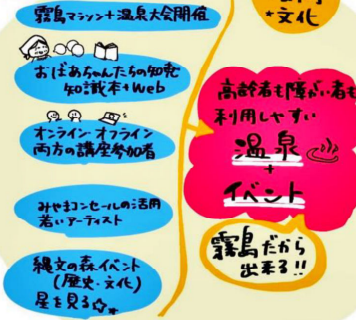 霧島マラソン+温泉大会開催
おばあちゃんたちの知恵
知識本+Web
オンライン オフライン
両方の講座参加者
みやまコンセールの活用
若いアーティスト
縄文の森イベント
(歴史・文化)
星を見る☆
★文化
高齢者も障がい者も
利用しやすい
温泉♨
+
イベント
霧島だから
出来る!!